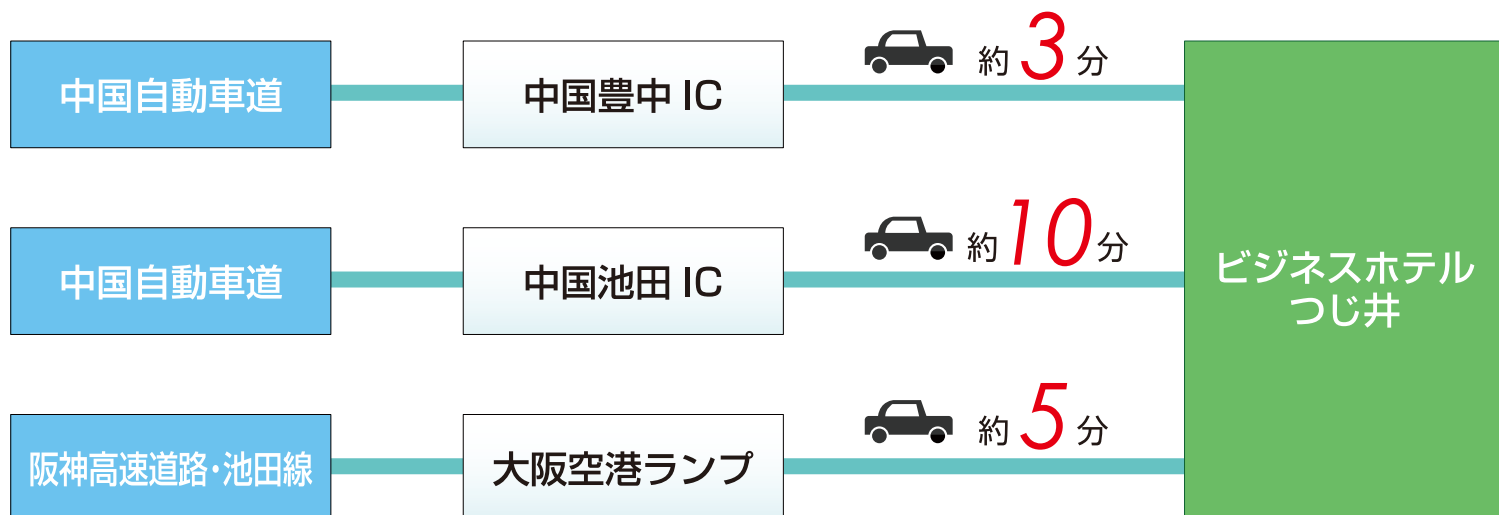 中国自動車道
中国豊中 IC
約3分
中国自動車道
中国池田 IC
約10分
ビジネスホテル
つじ井
阪神高速道路・池田線
大阪空港ランプ
約5分